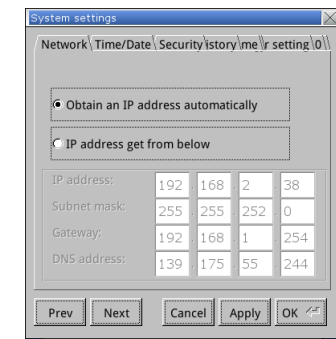 System settings
Network Time/Date Security istory me r setting 0
Obtain an IP address automatically
IP address get from below
IP address: 192 . 168 . 2 . 38
Subnet mask: 255 . 255 . 252 . 0
Gateway: 192 . 168 . 1 . 254
DNS address: 139 . 175 . 55 . 244
Prev Next Cancel Apply OK